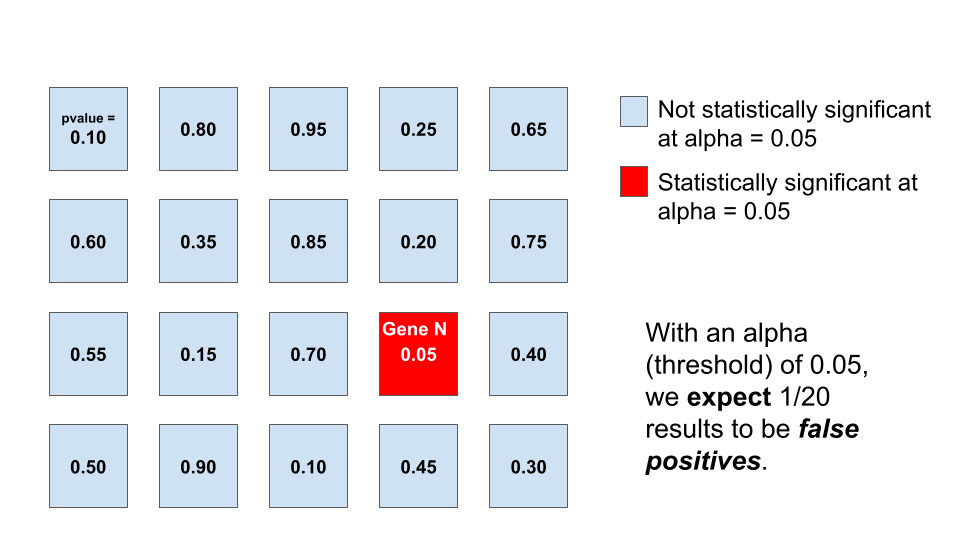 pvalue =
0.10
0.80
0.95
0.25
0.65
0.60
0.35
0.85
0.20
0.75
0.55
0.15
0.70
Gene N
0.05
0.40
0.50
0.90
0.10
0.45
0.30
Not statistically significant
at alpha = 0.05
Statistically significant at
alpha = 0.05
With an alpha
(threshold) of 0.05,
we expect 1/20
results to be false
positives.